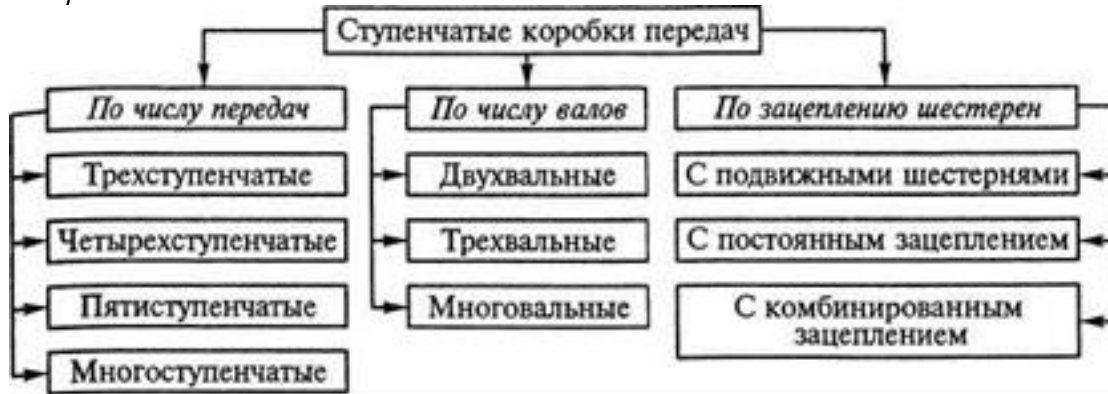 Ступенчатые коробки передач
По числу передач
Трехступенчатые
Четырехступенчатые
Пятиступенчатые
Многоступенчатые
По числу валов
Двухвальные
Трехвальные
Многовальные
По зацеплению шестерен
С подвижными шестернями
С постоянным зацеплением
С комбинированным
зацеплением